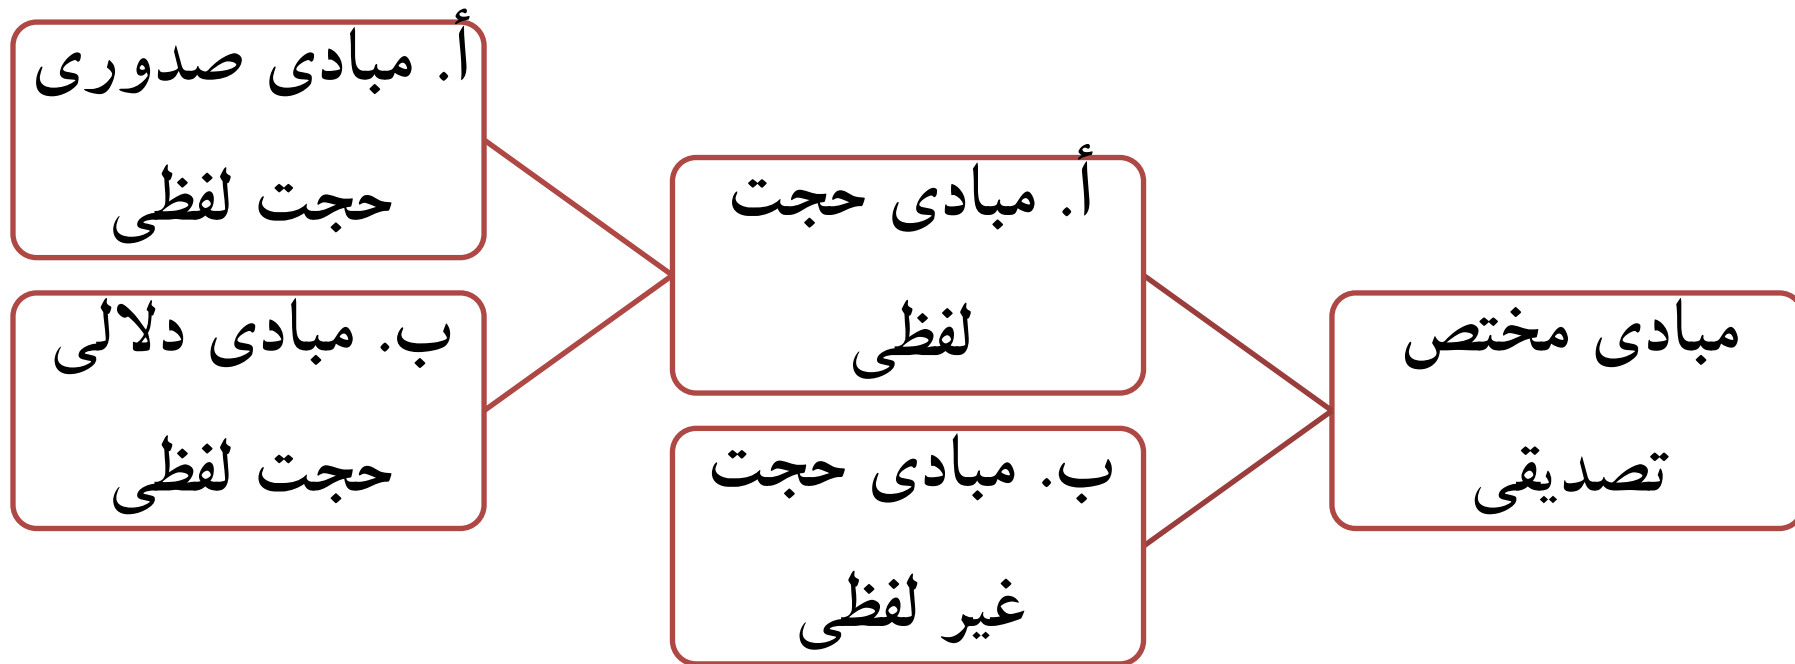 مبادی مختص
تصدیقی
أ. مبادی حجت
لفظی
ب. مبادی حجت
غیر لفظی
أ. مبادی صدوری
حجت لفظی
ب. مبادی دلالی
حجت لفظی